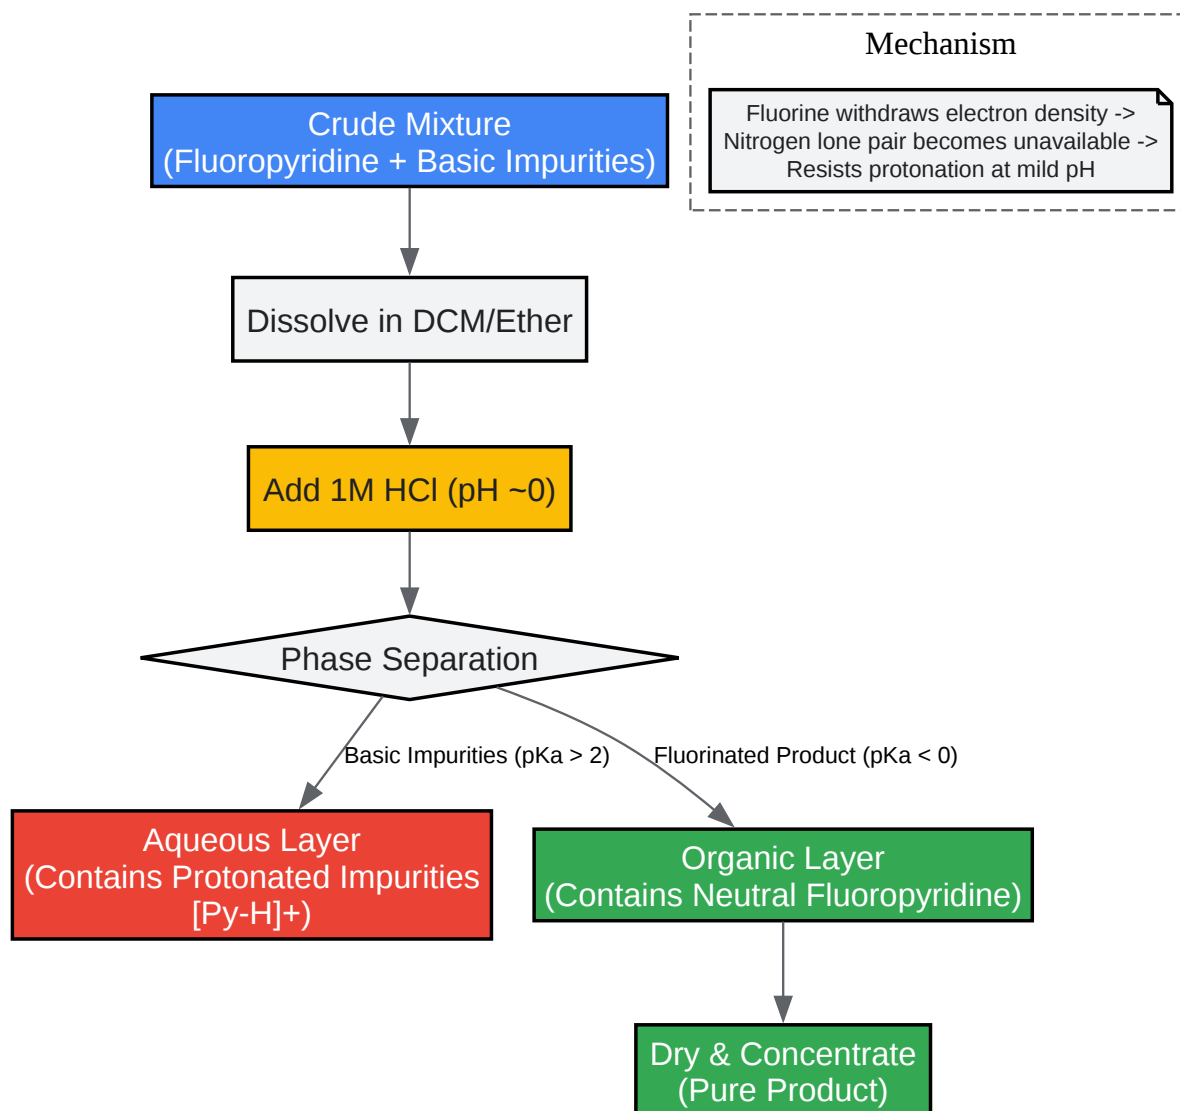 Mechanism
Fluorine withdraws electron density ->
Nitrogen lone pair becomes unavailable ->
Resists protonation at mild pH
Crude Mixture
(Fluoropyridine + Basic Impurities)
Dissolve in DCM/Ether
Add 1M HCl (pH ~0)
Phase Separation
Basic Impurities (pKa > 2)
Fluorinated Product (pKa < 0)
Aqueous Layer
(Contains Protonated Impurities
[Py-H]+)
Organic Layer
(Contains Neutral Fluoropyridine)
Dry & Concentrate
(Pure Product)